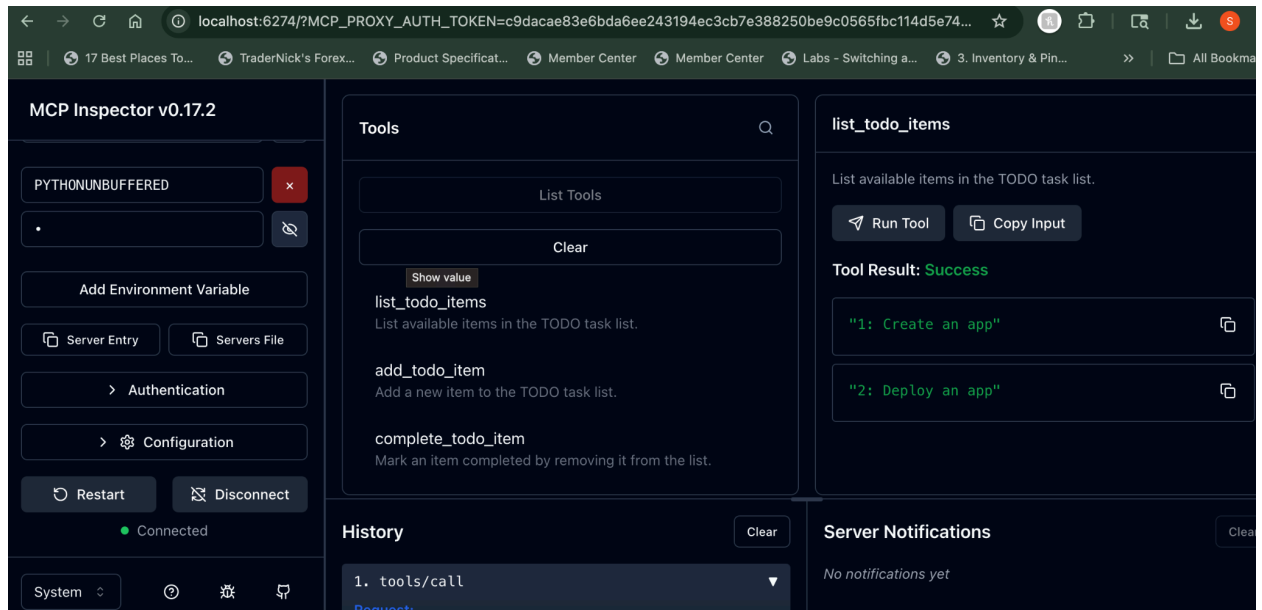 localhost:6274/?MCP_PROXY_AUTH_TOKEN=c9dacae83e6bda6ee243194ec3cb7e388250be9c0565fbc114d5e74...
S
17 Best Places To...
TraderNick's Forex...
Product Specificat...
Member Center
Member Center
Labs - Switching a...
3. Inventory & Pin...
»
All Bookma
MCP Inspector v0.17.2
PYTHONUNBUFFERED
×
•
Add Environment Variable
Server Entry
Servers File
> Authentication
> Configuration
Restart
Disconnect
Connected
System
Tools
List Tools
Clear
Show value
list_todo_items
List available items in the TODO task list.
add_todo_item
Add a new item to the TODO task list.
complete_todo_item
Mark an item completed by removing it from the list.
list_todo_items
List available items in the TODO task list.
Run Tool
Copy Input
Tool Result: Success
"1: Create an app"
"2: Deploy an app"
History
Clear
1. tools/call
Request:
Server Notifications
Clear
No notifications yet